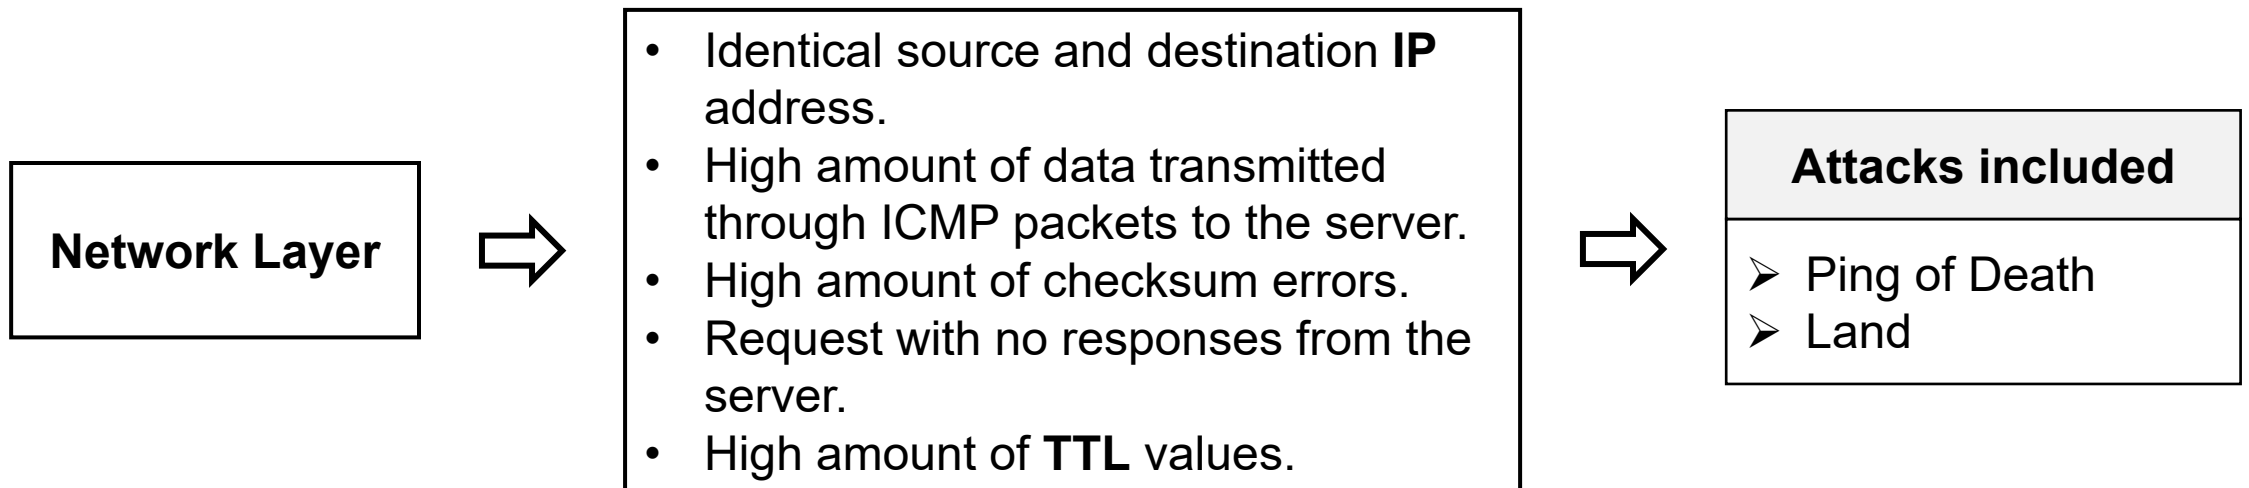 Network Layer
• Identical source and destination IP
address.
• High amount of data transmitted
through ICMP packets to the server.
• High amount of checksum errors.
• Request with no responses from the
server.
• High amount of TTL values.
Attacks included
➢ Ping of Death
➢ Land